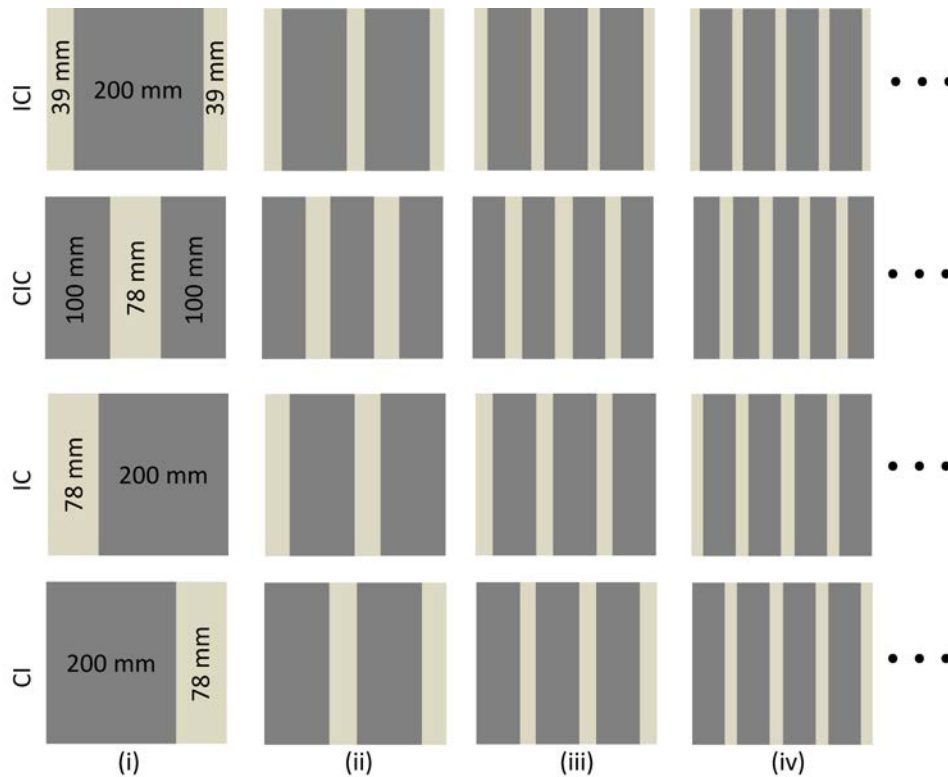 ICI
39 mm
200 mm
39 mm
CIC
100 mm
78 mm
100 mm
IC
78 mm
200 mm
CI
200 mm
78 mm
(i)
(ii)
(iii)
(iv)